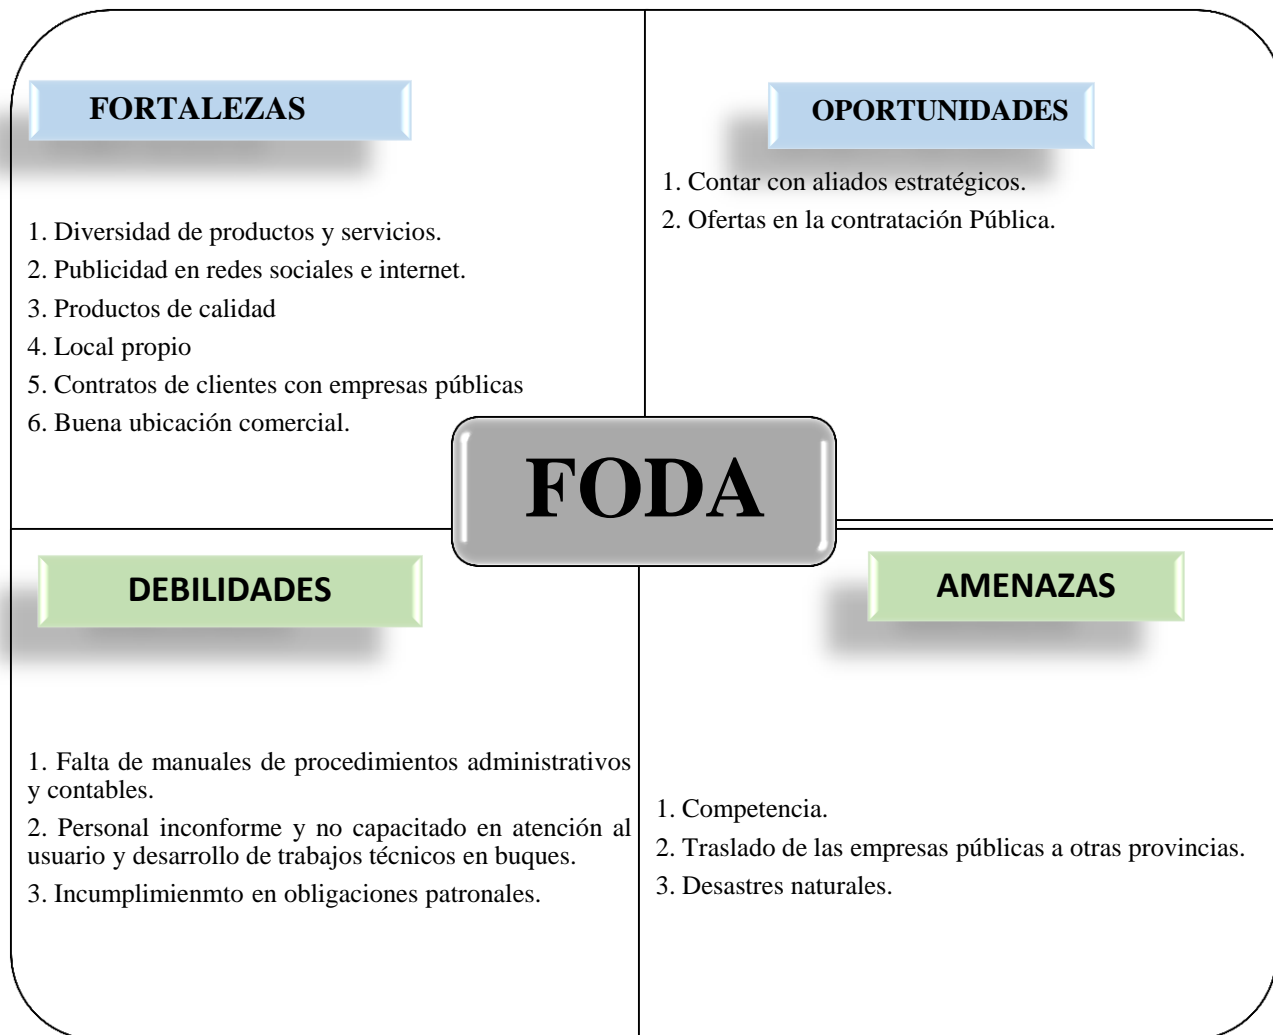 FORTALEZAS
1. Diversidad de productos y servicios.
2. Publicidad en redes sociales e internet.
3. Productos de calidad
4. Local propio
5. Contratos de clientes con empresas públicas
6. Buena ubicación comercial.
OPORTUNIDADES
1. Contar con aliados estratégicos.
2. Ofertas en la contratación Pública.
FODA
DEBILIDADES
1. Falta de manuales de procedimientos administrativos
y contables.
2. Personal inconforme y no capacitado en atención al
usuario y desarrollo de trabajos técnicos en buques.
3. Incumplimienmto en obligaciones patronales.
AMENAZAS
1. Competencia.
2. Traslado de las empresas públicas a otras provincias.
3. Desastres naturales.